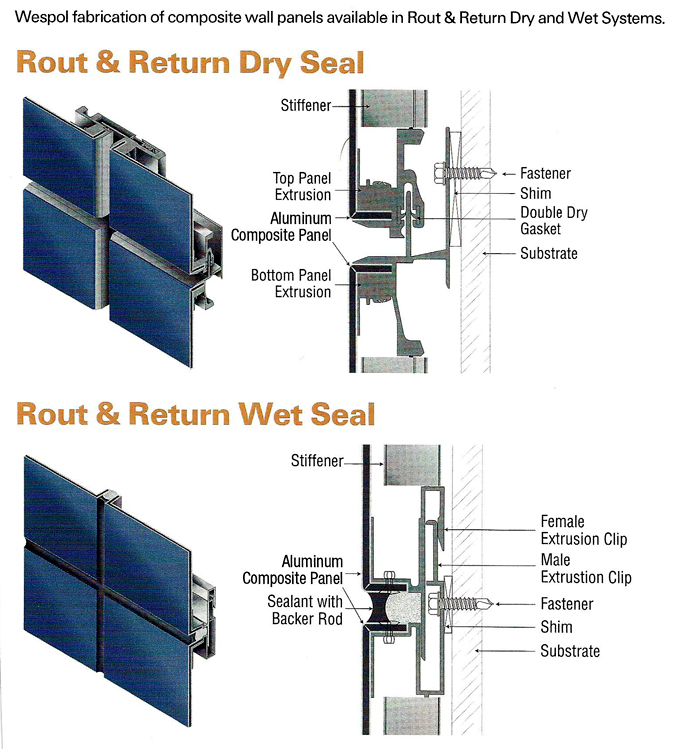 Wespol fabrication of composite wall panels available in Rout & Return Dry and Wet Systems.
Rout & Return Dry Seal
Stiffener
Top Panel
Extrusion
Aluminum
Composite Panel
Bottom Panel
Extrusion
Fastener
Shim
Double Dry
Gasket
Substrate
Rout & Return Wet Seal
Stiffener
Aluminum
Composite Panel
Sealant with
Backer Rod
Female
Extrusion Clip
Male
Extrustion Clip
Fastener
Shim
Substrate